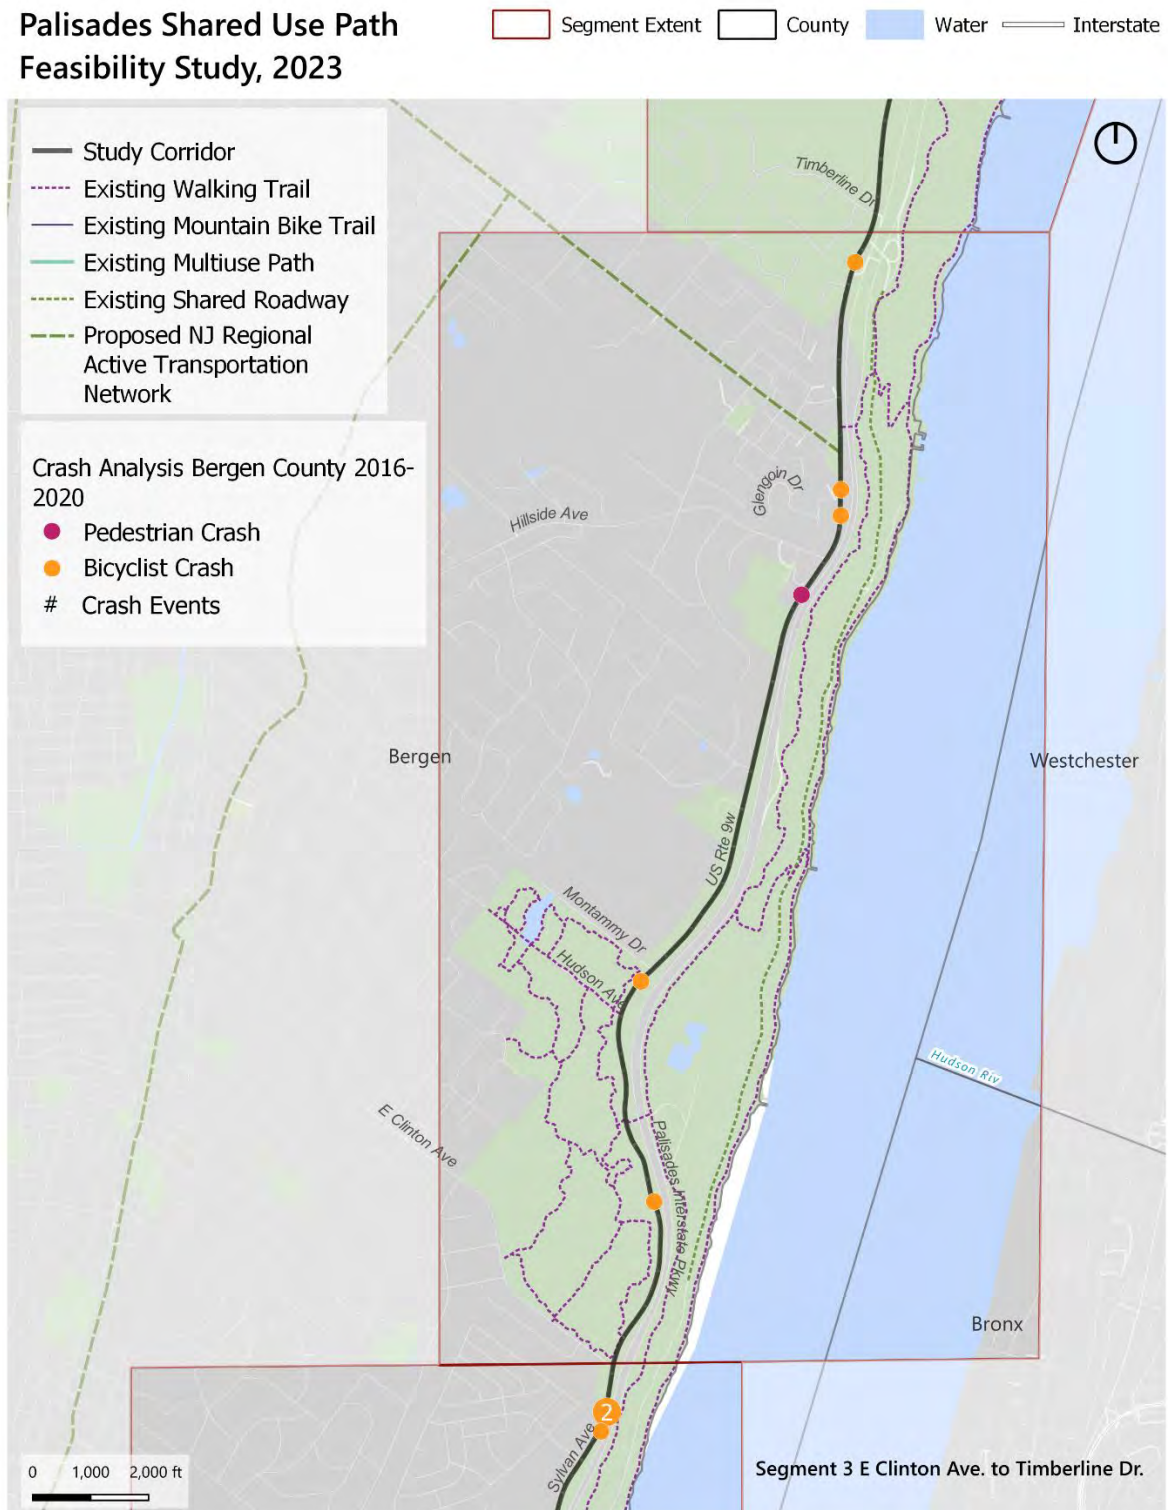 Palisades Shared Use Path
Feasibility Study, 2023
Segment Extent
County
Water
Interstate
Study Corridor
Existing Walking Trail
Existing Mountain Bike Trail
Existing Multiuse Path
Existing Shared Roadway
Proposed NJ Regional
Active Transportation
Network
Crash Analysis Bergen County 2016-
2020
Pedestrian Crash
Bicyclist Crash
# Crash Events
Timberline Dr
Glengoin Dr
Hillside Ave
Bergen
Westchester
US Rte 9w
Montammy Dr
Hudson Ave
Hudson Riv
E Clinton Ave
Palisades Interstate Pkwy
Bronx
2
Sylvan Ave
0 1,000 2,000 ft
Segment 3 E Clinton Ave. to Timberline Dr.